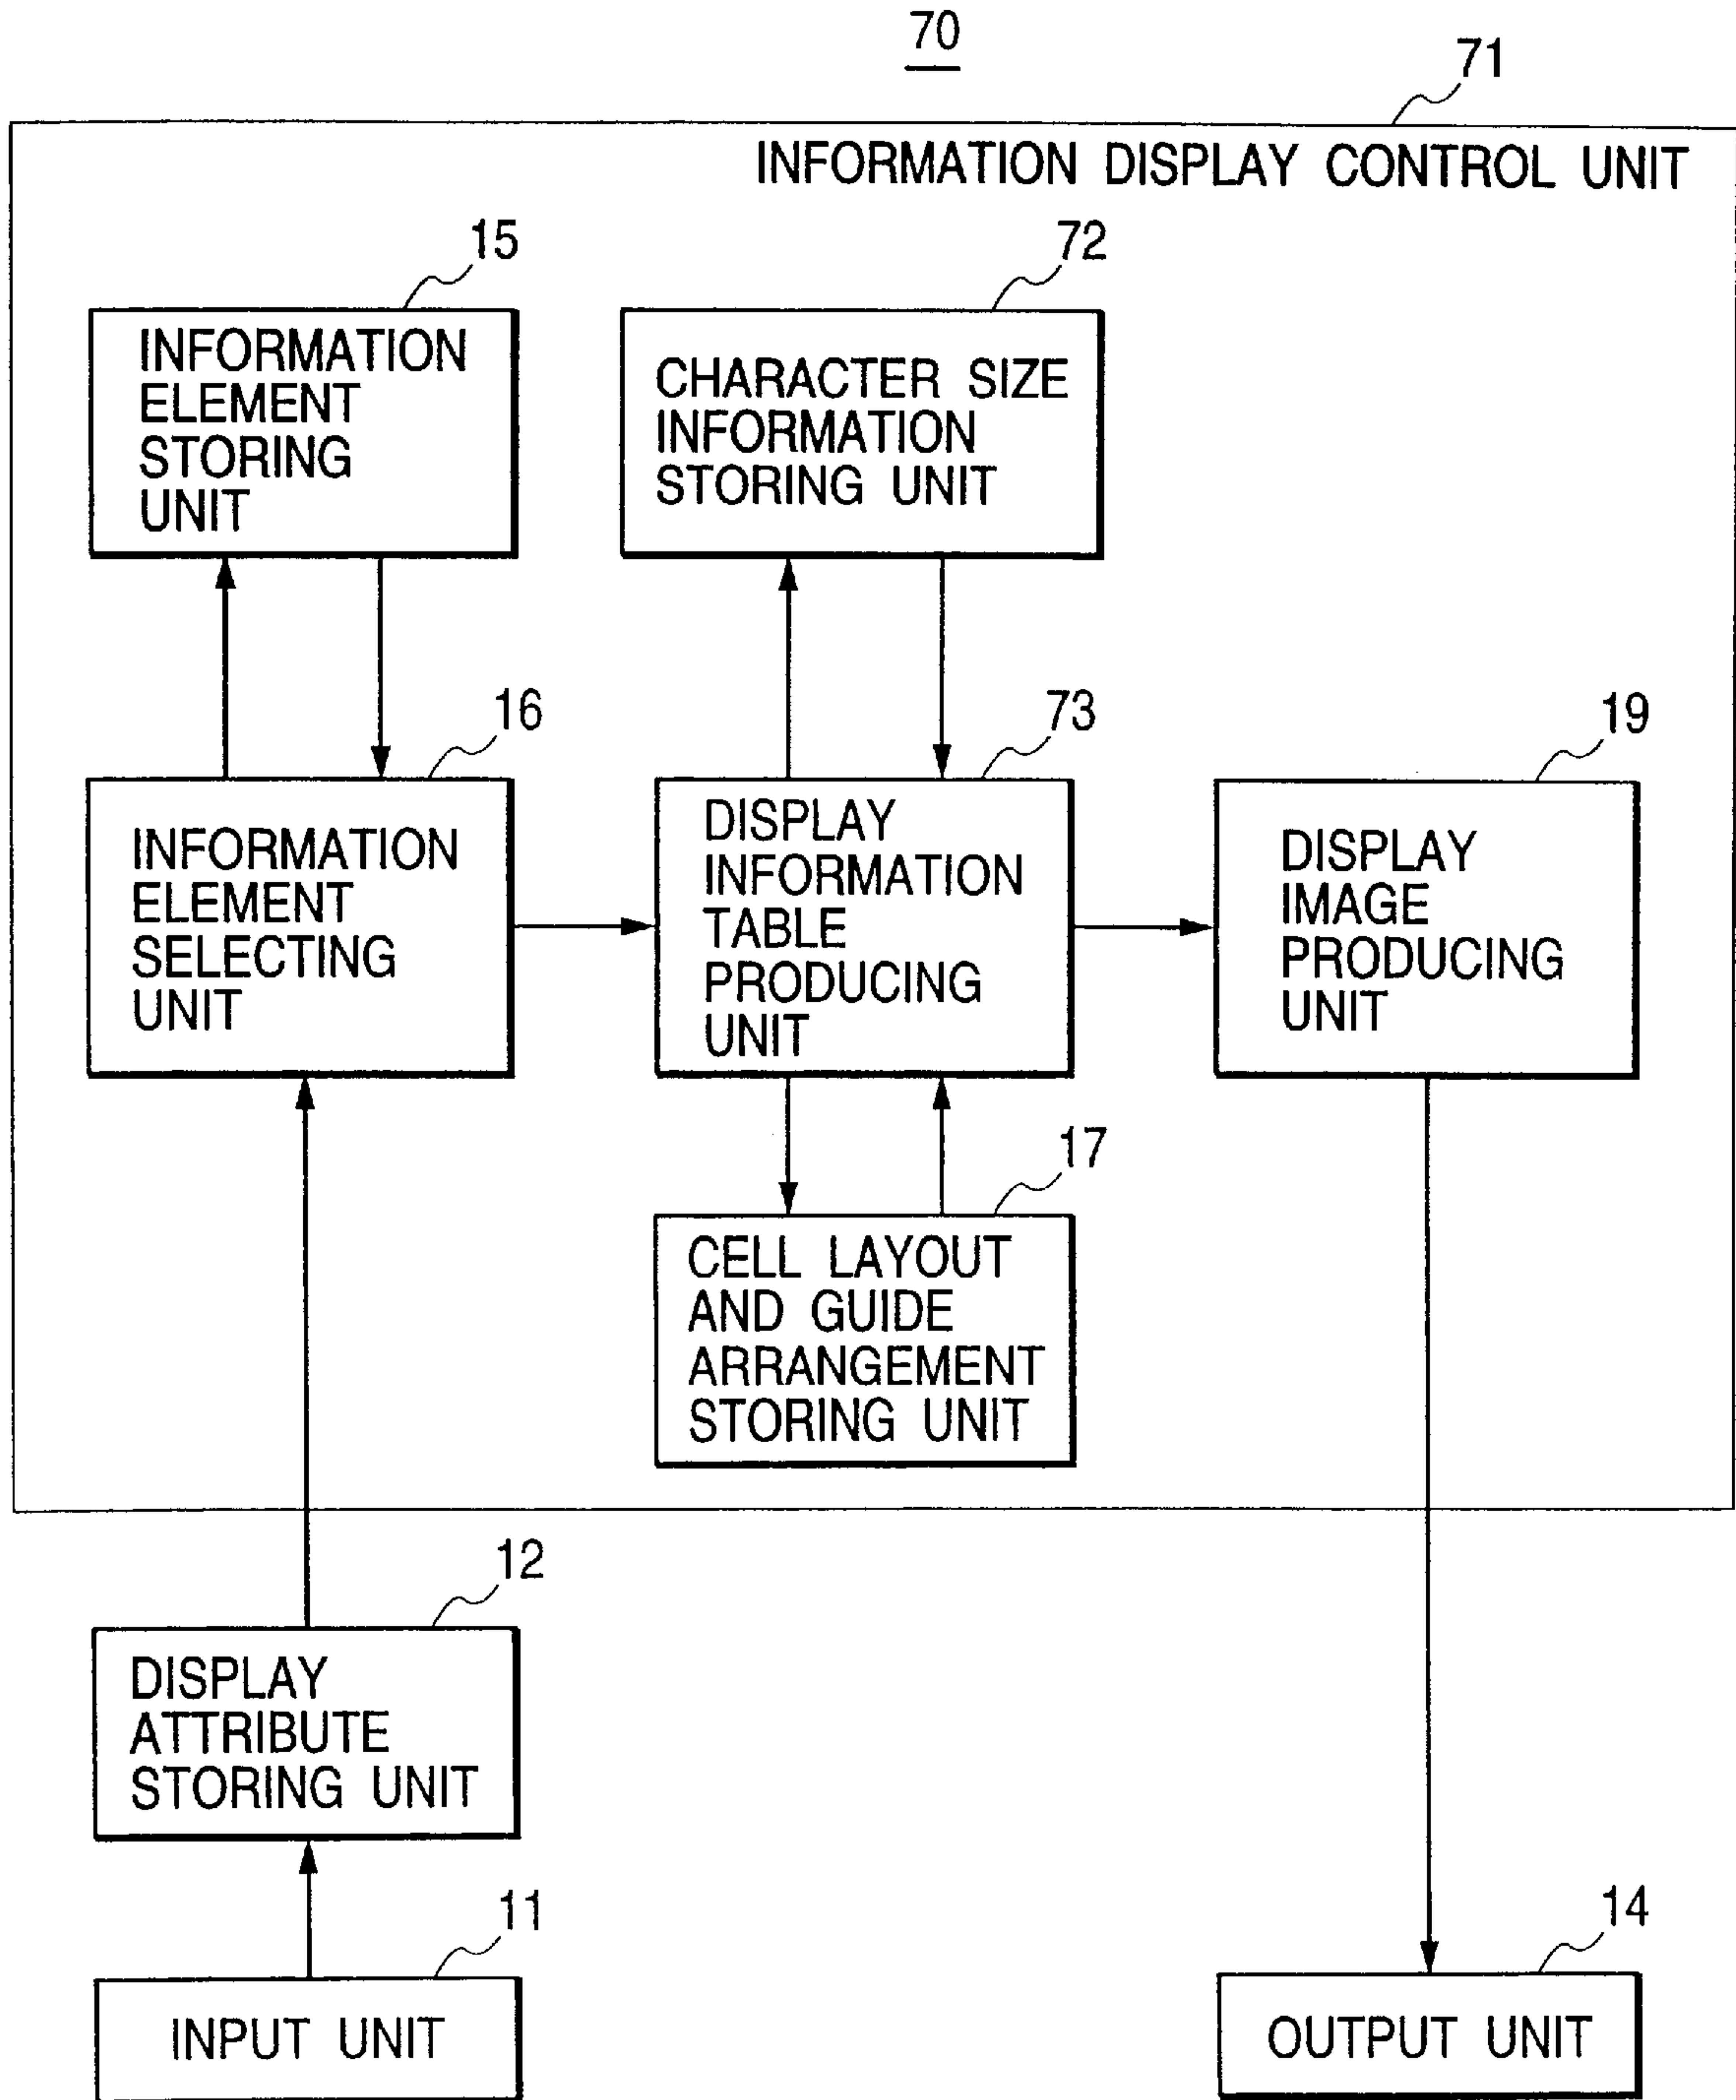 70
71
INFORMATION DISPLAY CONTROL UNIT
15
INFORMATION
ELEMENT
STORING
UNIT
72
CHARACTER SIZE
INFORMATION
STORING UNIT
16
INFORMATION
ELEMENT
SELECTING
UNIT
73
DISPLAY
INFORMATION
TABLE
PRODUCING
UNIT
19
DISPLAY
IMAGE
PRODUCING
UNIT
17
CELL LAYOUT
AND GUIDE
ARRANGEMENT
STORING UNIT
12
DISPLAY
ATTRIBUTE
STORING UNIT
11
INPUT UNIT
14
OUTPUT UNIT